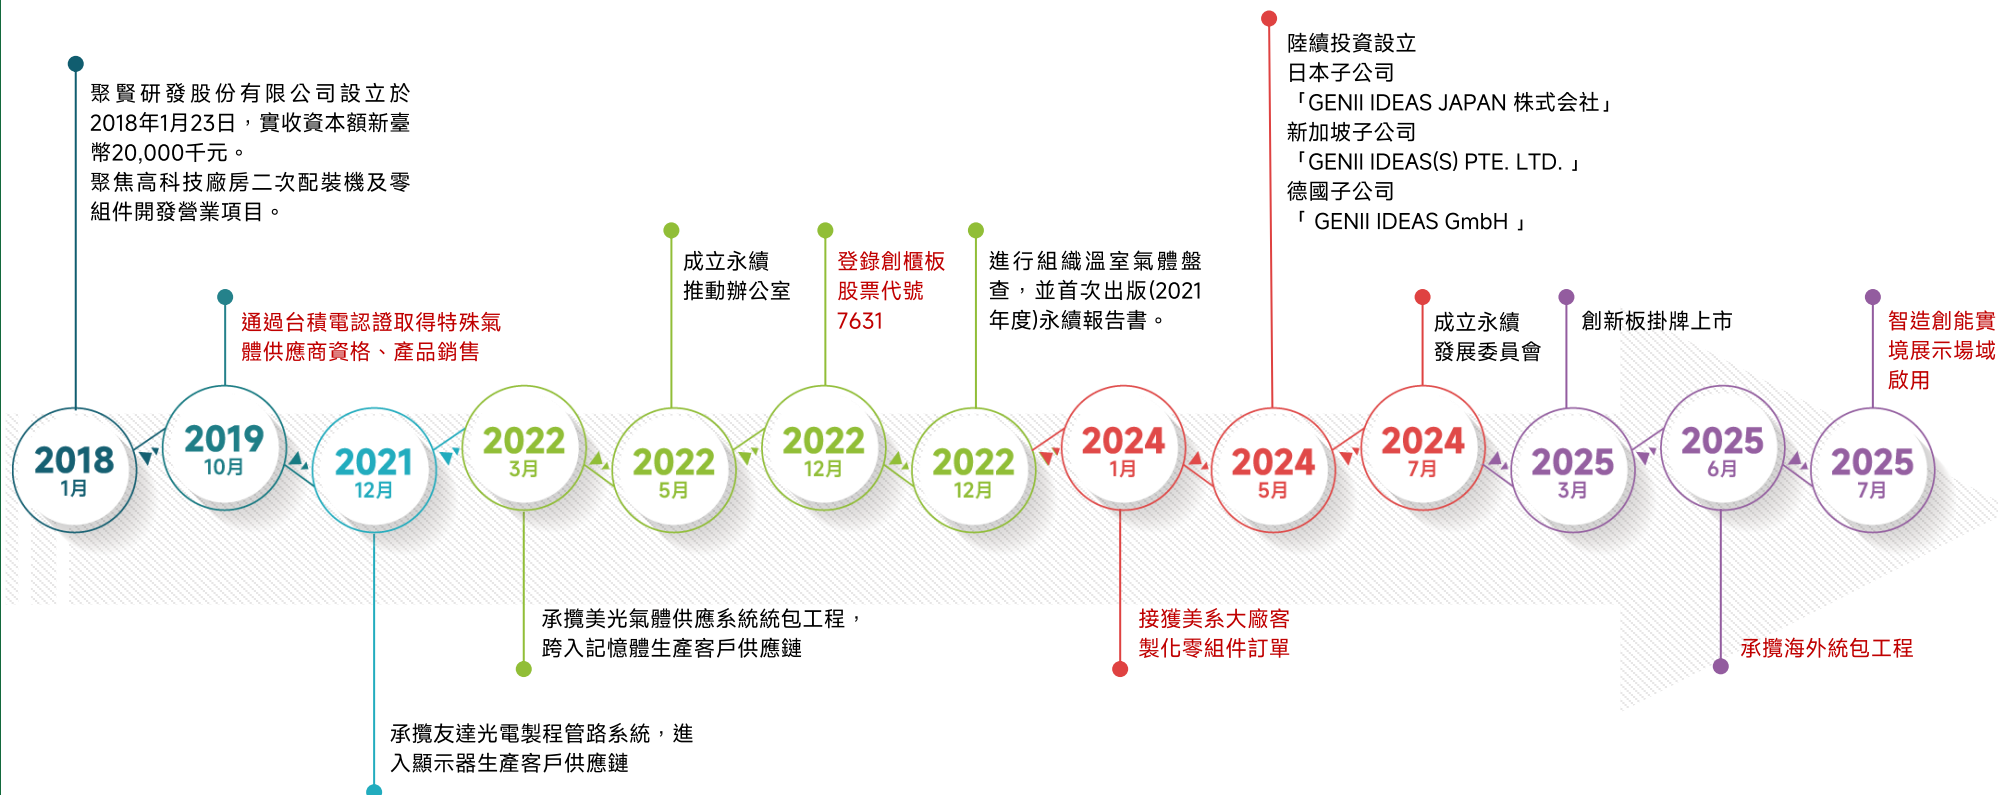 聚賢研發股份有限公司設立於
2018年1月23日，實收資本額新臺
幣20,000千元。
聚焦高科技廠房二次配裝機及零
組件開發營業項目。
2018
1月
通過台積電認證取得特殊氣
體供應商資格、產品銷售
2019
10月
2021
12月
承攬友達光電製程管路系統，進
入顯示器生產客戶供應鏈
2022
3月
承攬美光氣體供應系統統包工程，
跨入記憶體生產客戶供應鏈
成立永續
推動辦公室
2022
5月
登錄創櫃板
股票代號
7631
2022
12月
進行組織溫室氣體盤
查，並首次出版(2021
年度)永續報告書。
2022
12月
2024
1月
接獲美系大廠客
製化零組件訂單
陸續投資設立
日本子公司
「GENII IDEAS JAPAN 株式会社」
新加坡子公司
「GENII IDEAS(S) PTE. LTD. 」
德國子公司
「 GENII IDEAS GmbH 」
2024
5月
成立永續
發展委員會
2024
7月
創新板掛牌上市
2025
3月
2025
6月
承攬海外統包工程
智造創能實
境展示場域
啟用
2025
7月